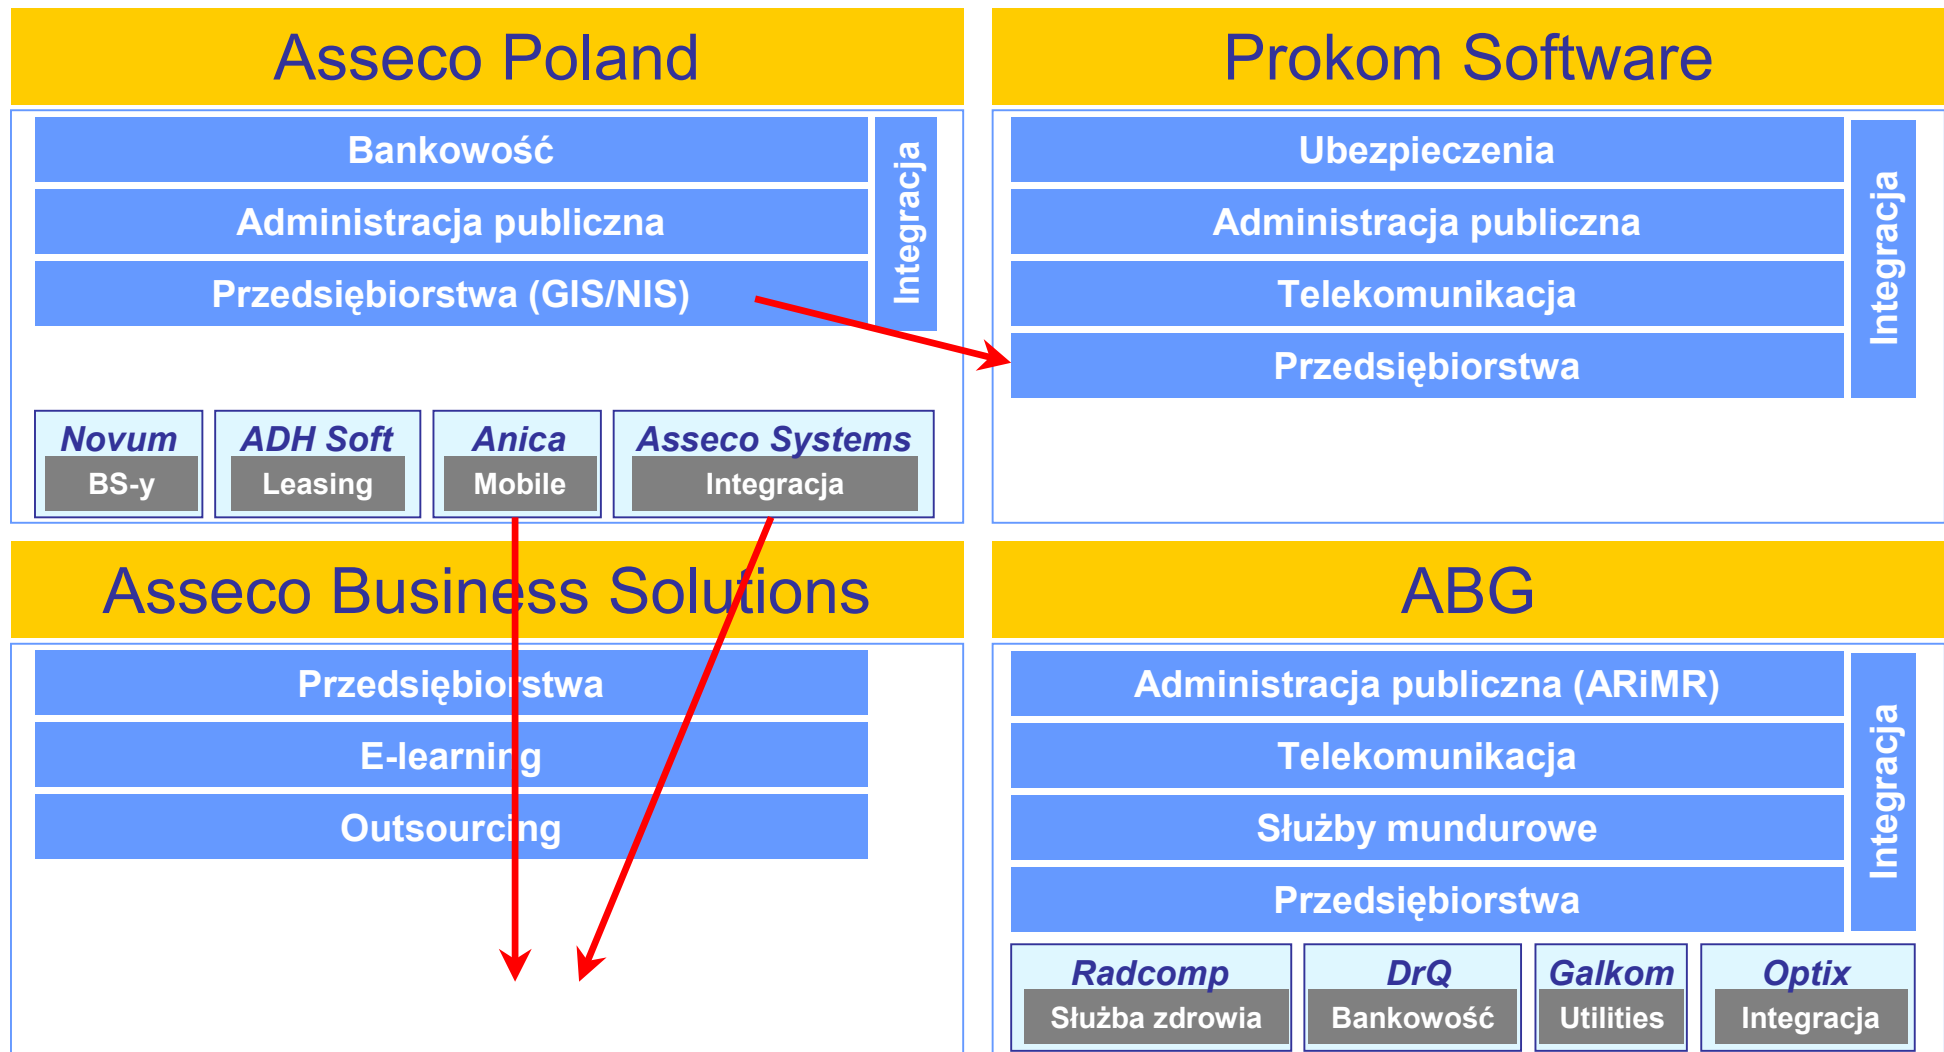 Asseco Poland
Bankowość
Administracja publiczna
Przedsiębiorstwa (GIS/NIS)
Integracja
Novum
BS-y
ADH Soft
Leasing
Anica
Mobile
Asseco Systems
Integracja
Prokom Software
Ubezpieczenia
Administracja publiczna
Telekomunikacja
Przedsiębiorstwa
Integracja
Asseco Business Solutions
Przedsiębiorstwa
E-learning
Outsourcing
ABG
Administracja publiczna (ARiMR)
Telekomunikacja
Służby mundurowe
Przedsiębiorstwa
Integracja
Radcomp
Służba zdrowia
DrQ
Bankowość
Galkom
Utilities
Optix
Integracja